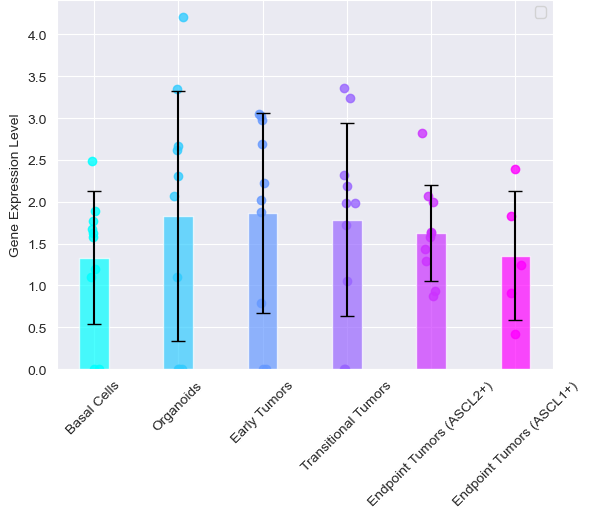 4.0
3.5
3.0
2.5
2.0
1.5
1.0
0.5
0.0
Gene Expression Level
Basal Cells
Organoids
Early Tumors
Transitional Tumors
Endpoint Tumors (ASCL2+)
Endpoint Tumors (ASCL1+)